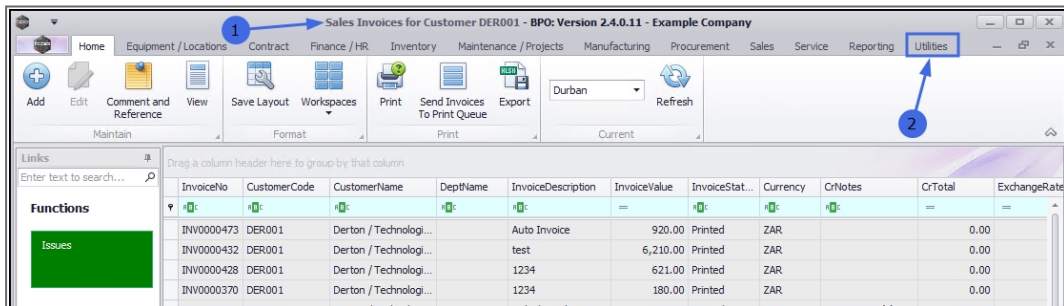 Sales Invoices for Customer DER001 - BPO: Version 2.4.0.11 - Example Company
1
Home Equipment / Locations Contract Finance / HR Inventory Maintenance / Projects Manufacturing Procurement Sales Service Reporting Utilities
2
Add Edit Comment and Reference View Save Layout Workspaces Print Send Invoices To Print Queue Export Durban Refresh
Maintain Format Print Current
Links
Drag a column header here to group by that column
Enter text to search...
InvoiceNo CustomerCode CustomerName DeptName InvoiceDescription InvoiceValue InvoiceStat... Currency CrNotes CrTotal ExchangeRate
Functions
= = =
INV0000473 DER001 Derton / Technologi... Auto Invoice 920.00 Printed ZAR 0.00
Issues
INV0000432 DER001 Derton / Technologi... test 6,210.00 Printed ZAR 0.00
INV0000428 DER001 Derton / Technologi... 1234 621.00 Printed ZAR 0.00
INV0000370 DER001 Derton / Technologi... 1234 180.00 Printed ZAR 0.00